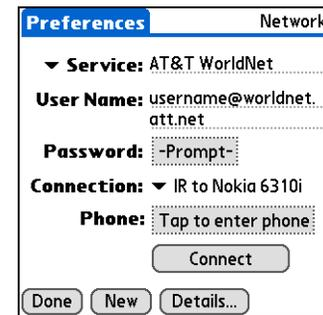 Preferences Network
Service: AT&T WorldNet
User Name: username@worldnet.
att.net
Password: -Prompt-
Connection: IR to Nokia 6310i
Phone: Tap to enter phone
Connect
Done New Details...